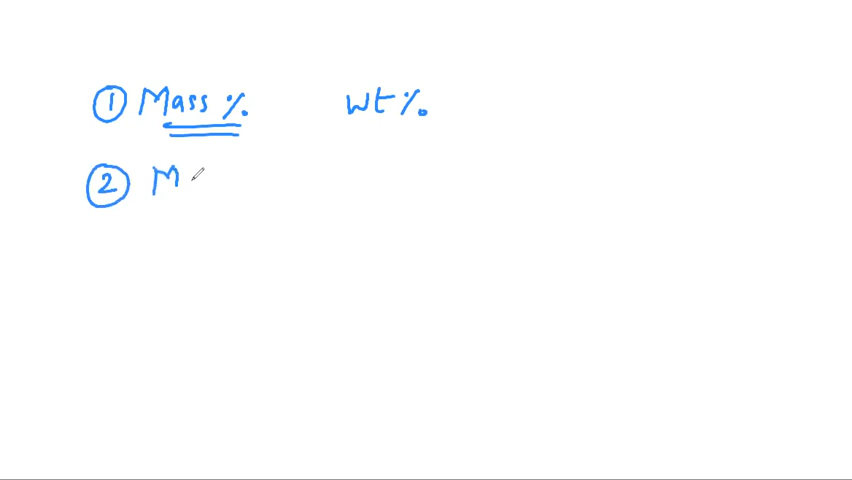 ① Mass % Wt %
② M